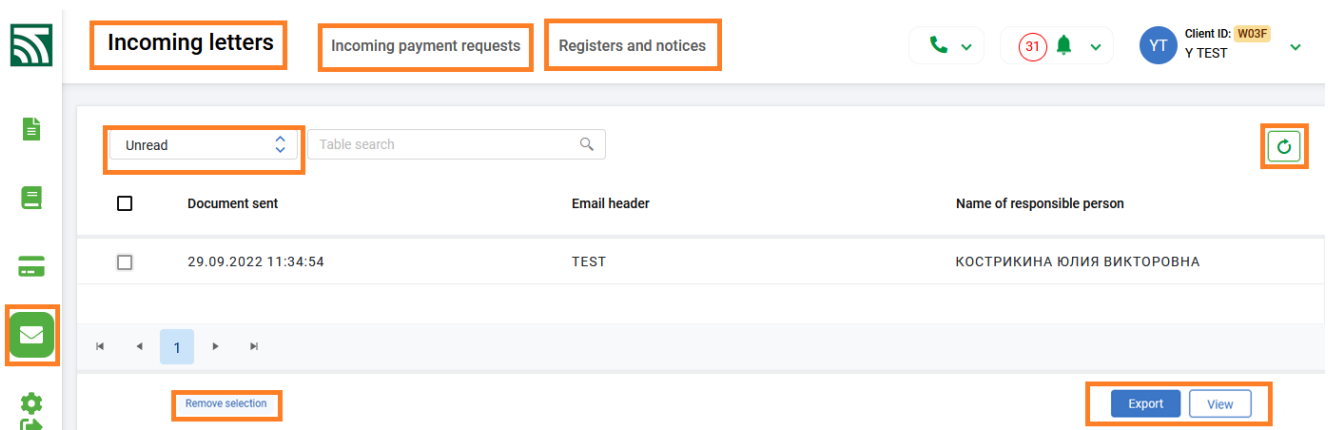 Incoming letters
Incoming payment requests
Registers and notices
31
YT
Client ID: W03F
Y TEST
Unread
Table search
Document sent
Email header
Name of responsible person
29.09.2022 11:34:54
TEST
КОСТРИКИНА ЮЛИЯ ВИКТОРОВНА
1
Remove selection
Export
View